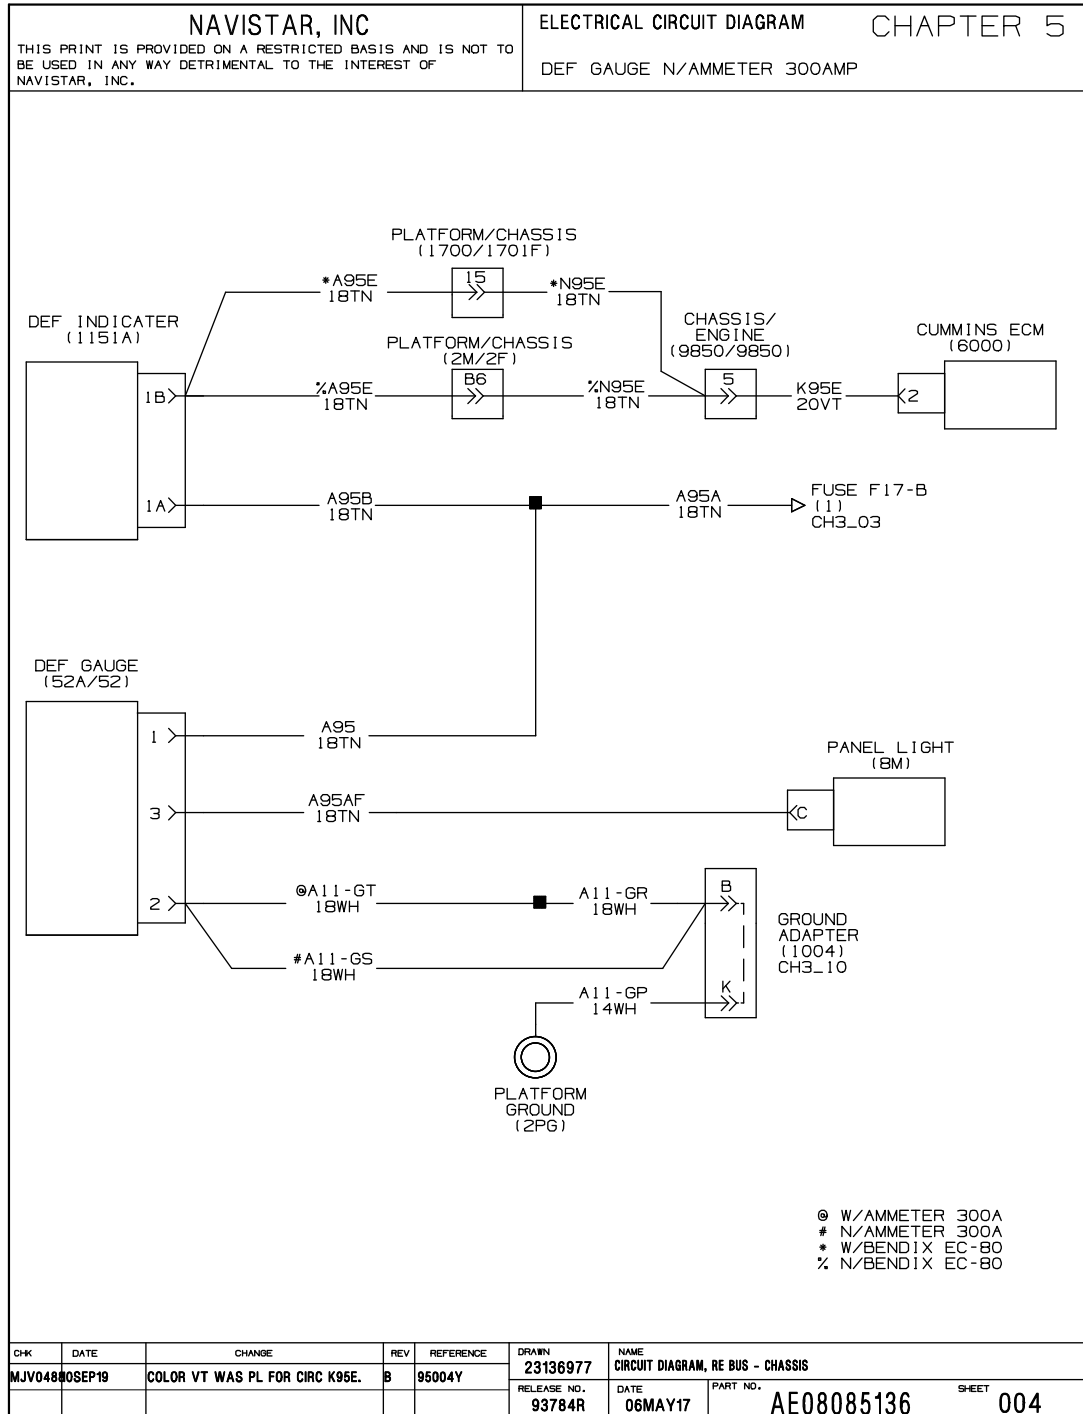 NAVISTAR, INC
THIS PRINT IS PROVIDED ON A RESTRICTED BASIS AND IS NOT TO
BE USED IN ANY WAY DETRIMENTAL TO THE INTEREST OF
NAVISTAR, INC.
ELECTRICAL CIRCUIT DIAGRAM
CHAPTER 5
DEF GAUGE N/AMMETER 300AMP
PLATFORM/CHASSIS
(1700/1701F)
*A95E
18TN
15
*N95E
18TN
DEF INDICATER
(1151A)
PLATFORM/CHASSIS
(2M/2F)
CHASSIS/
ENGINE
(9850/9850)
CUMMINS ECM
(6000)
1B
%A95E
18TN
B6
%N95E
18TN
5
K95E
20VT
2
1A
A95B
18TN
A95A
18TN
FUSE F17-B
(1)
CH3_03
DEF GAUGE
(52A/52)
1
A95
18TN
PANEL LIGHT
(8M)
3
A95AF
18TN
C
2
@A11-GT
18WH
A11-GR
18WH
B
#A11-GS
18WH
GROUND
ADAPTER
(1004)
CH3_10
A11-GP
14WH
K
PLATFORM
GROUND
(2PG)
@ W/AMMETER 300A
# N/AMMETER 300A
* W/BENDIX EC-80
% N/BENDIX EC-80
CHK DATE CHANGE REV REFERENCE
MJV0488 10SEP19 COLOR VT WAS PL FOR CIRC K95E. B 95004Y
DRAWN
23136977
NAME
CIRCUIT DIAGRAM, RE BUS - CHASSIS
RELEASE NO.
93784R
DATE
06MAY17
PART NO.
AE08085136
SHEET
004